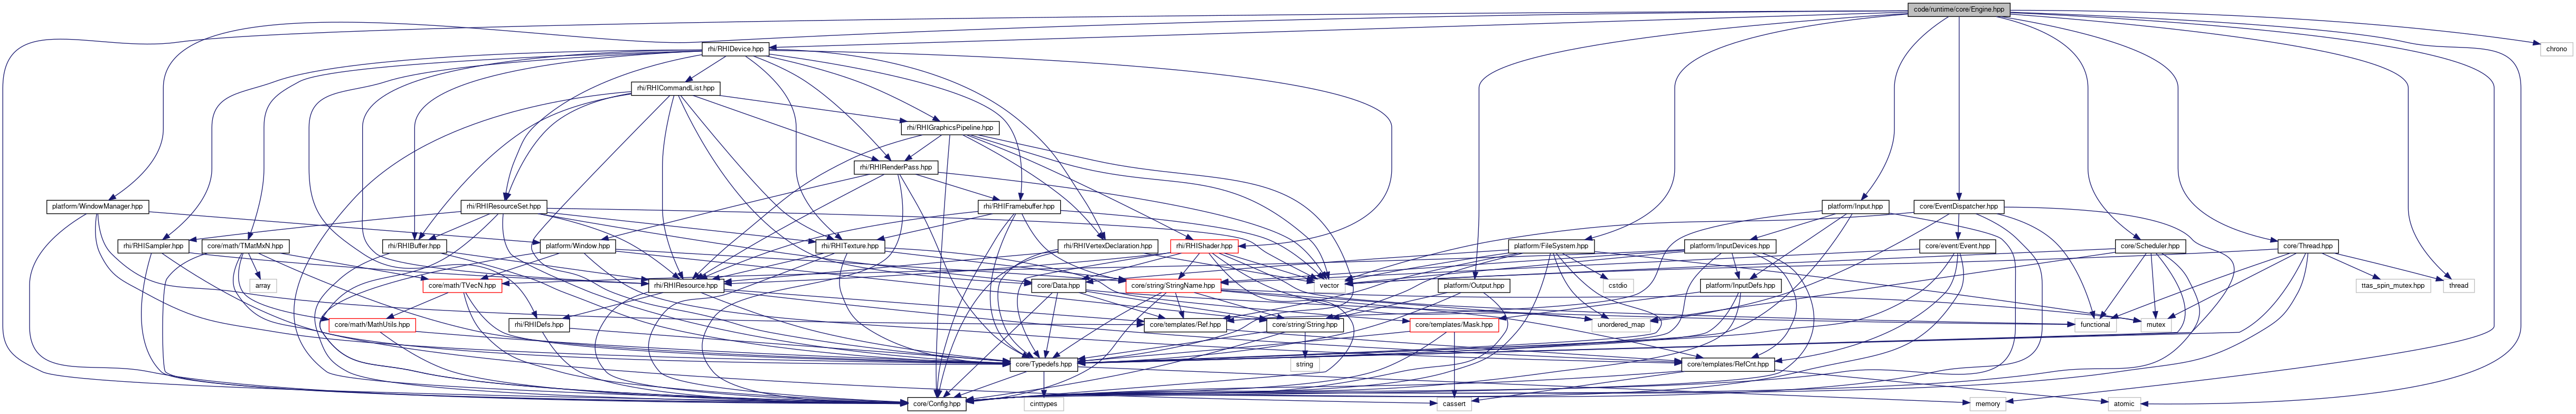 code/runtime/core/Engine.hpp
rhi/RHIDevice.hpp
chrono
rhi/RHICommandList.hpp
rhi/RHIGraphicsPipeline.hpp
rhi/RHIRenderPass.hpp
platform/WindowManager.hpp
rhi/RHIResourceSet.hpp
rhi/RHIFramebuffer.hpp
platform/Input.hpp
core/EventDispatcher.hpp
rhi/RHISampler.hpp
core/math/TMatMxN.hpp
rhi/RHIBuffer.hpp
platform/Window.hpp
rhi/RHITexture.hpp
rhi/RHIVertexDeclaration.hpp
rhi/RHIShader.hpp
platform/FileSystem.hpp
platform/InputDevices.hpp
core/event/Event.hpp
core/Scheduler.hpp
core/Thread.hpp
array
core/math/TVecN.hpp
rhi/RHIResource.hpp
core/Data.hpp
core/string/StringName.hpp
vector
platform/Output.hpp
cstdio
platform/InputDefs.hpp
ttas_spin_mutex.hpp
thread
core/math/MathUtils.hpp
rhi/RHIDefs.hpp
core/templates/Ref.hpp
core/string/String.hpp
core/templates/Mask.hpp
unordered_map
functional
mutex
core/Typedefs.hpp
string
core/templates/RefCnt.hpp
core/Config.hpp
cinttypes
cassert
memory
atomic